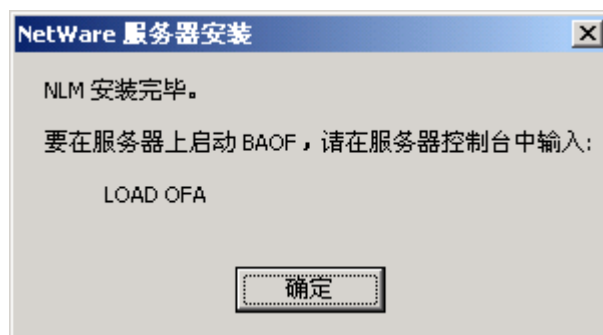 NetWare 服务器安装
NLM 安装完毕。
要在服务器上启动 BAOF，请在服务器控制台中输入:
LOAD OFA
确定